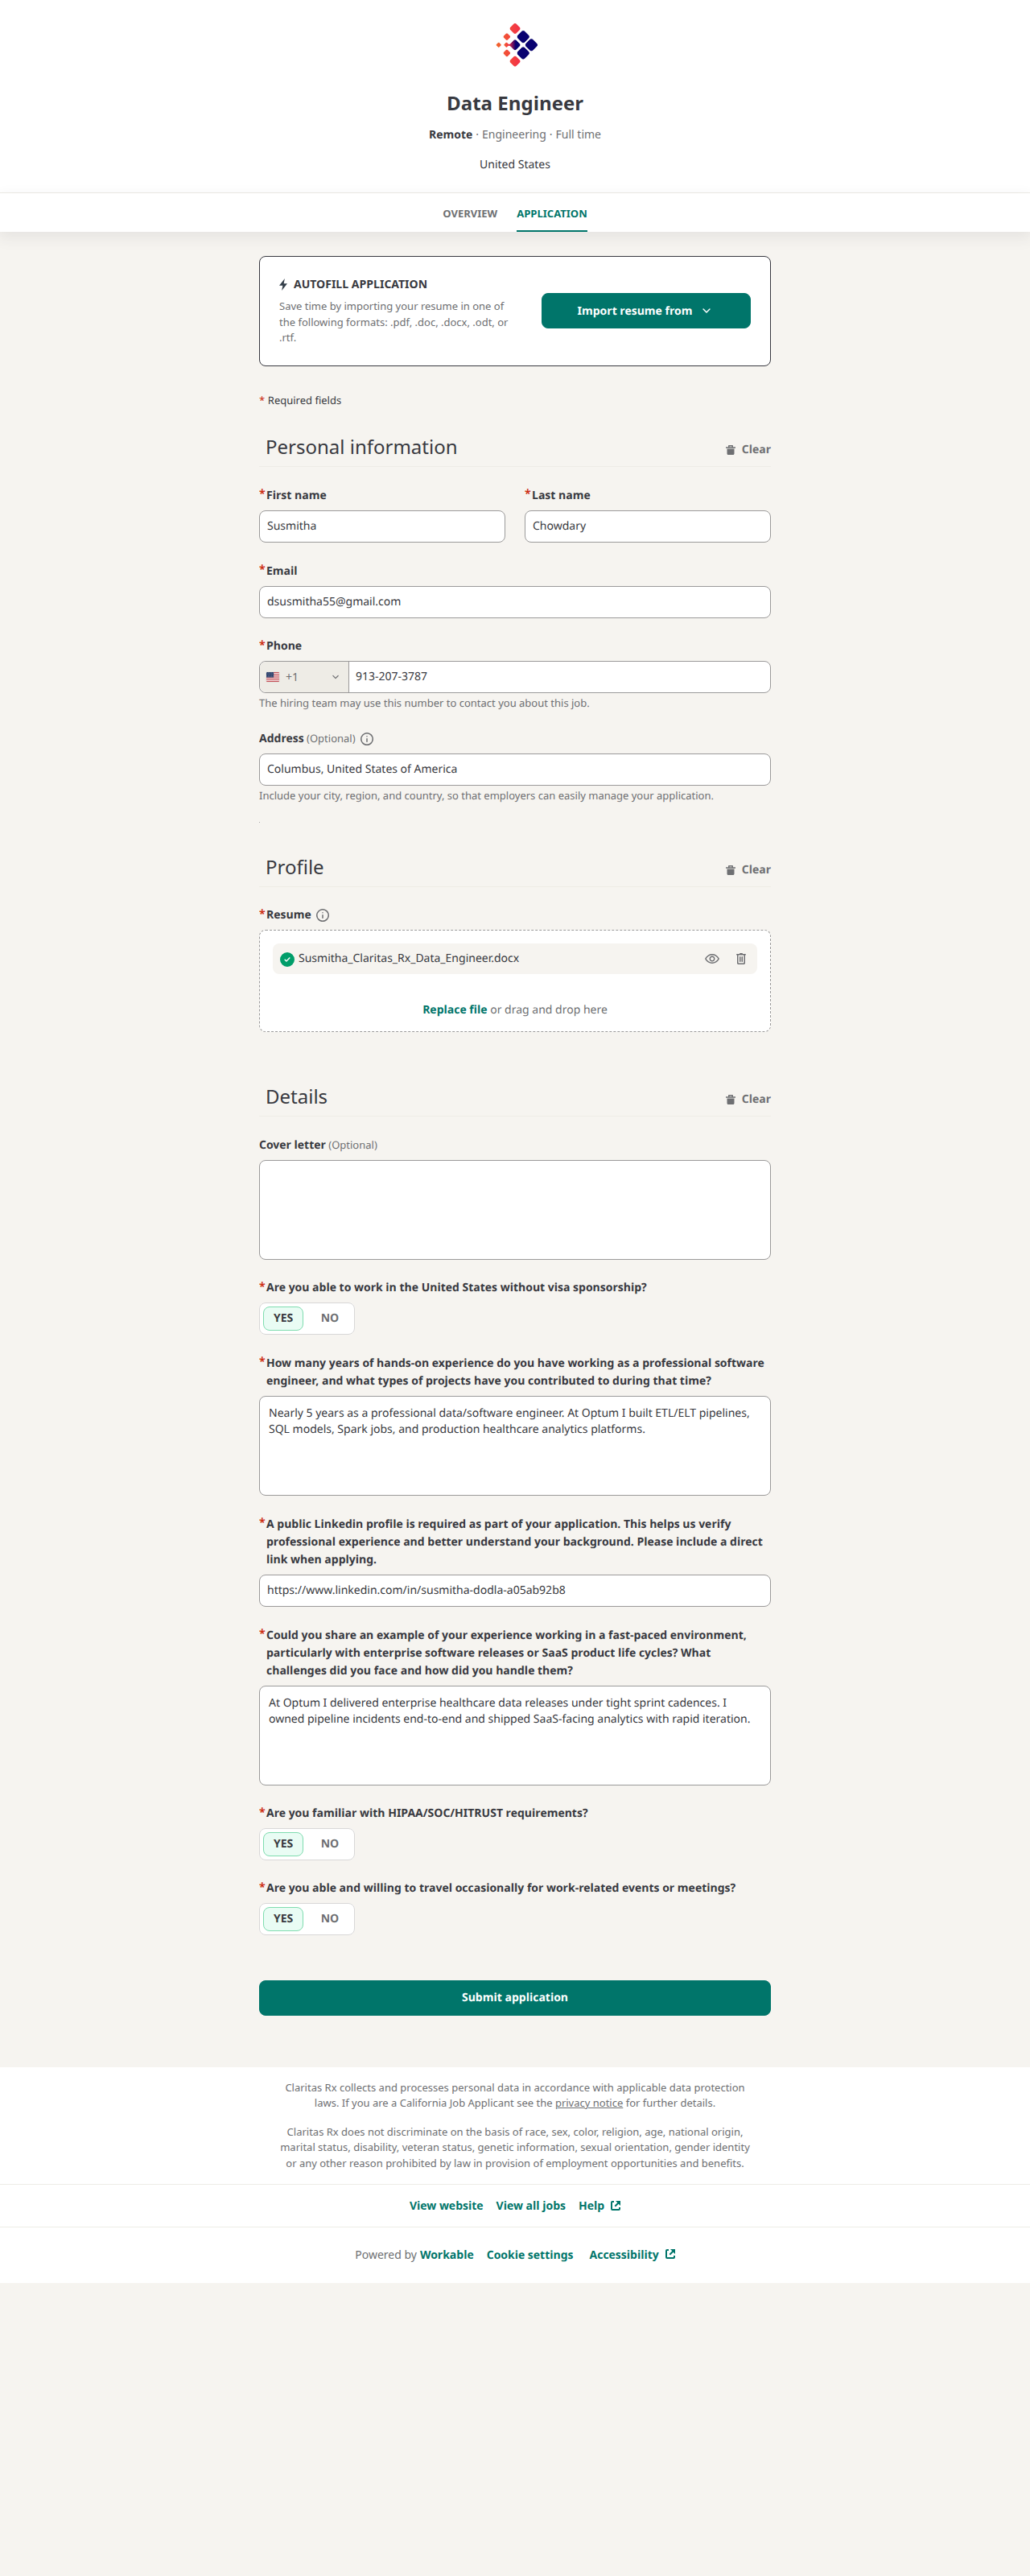 Data Engineer
Remote · Engineering · Full time
United States
OVERVIEW APPLICATION
AUTOFILL APPLICATION
Save time by importing your resume in one of
the following formats: .pdf, .doc, .docx, .odt, or
.rtf.
Import resume from
* Required fields
Personal information
Clear
*First name
*Last name
Susmitha
Chowdary
*Email
dsusmitha55@gmail.com
*Phone
+1
913-207-3787
The hiring team may use this number to contact you about this job.
Address (Optional)
Columbus, United States of America
Include your city, region, and country, so that employers can easily manage your application.
Profile
Clear
*Resume
Susmitha_Claritas_Rx_Data_Engineer.docx
Replace file or drag and drop here
Details
Clear
Cover letter (Optional)
*Are you able to work in the United States without visa sponsorship?
YES NO
*How many years of hands-on experience do you have working as a professional software
engineer, and what types of projects have you contributed to during that time?
Nearly 5 years as a professional data/software engineer. At Optum I built ETL/ELT pipelines,
SQL models, Spark jobs, and production healthcare analytics platforms.
*A public Linkedin profile is required as part of your application. This helps us verify
professional experience and better understand your background. Please include a direct
link when applying.
https://www.linkedin.com/in/susmitha-dodla-a05ab92b8
*Could you share an example of your experience working in a fast-paced environment,
particularly with enterprise software releases or SaaS product life cycles? What
challenges did you face and how did you handle them?
At Optum I delivered enterprise healthcare data releases under tight sprint cadences. I
owned pipeline incidents end-to-end and shipped SaaS-facing analytics with rapid iteration.
*Are you familiar with HIPAA/SOC/HITRUST requirements?
YES NO
*Are you able and willing to travel occasionally for work-related events or meetings?
YES NO
Submit application
Claritas Rx collects and processes personal data in accordance with applicable data protection
laws. If you are a California Job Applicant see the privacy notice for further details.
Claritas Rx does not discriminate on the basis of race, sex, color, religion, age, national origin,
marital status, disability, veteran status, genetic information, sexual orientation, gender identity
or any other reason prohibited by law in provision of employment opportunities and benefits.
View website View all jobs Help
Powered by Workable Cookie settings Accessibility